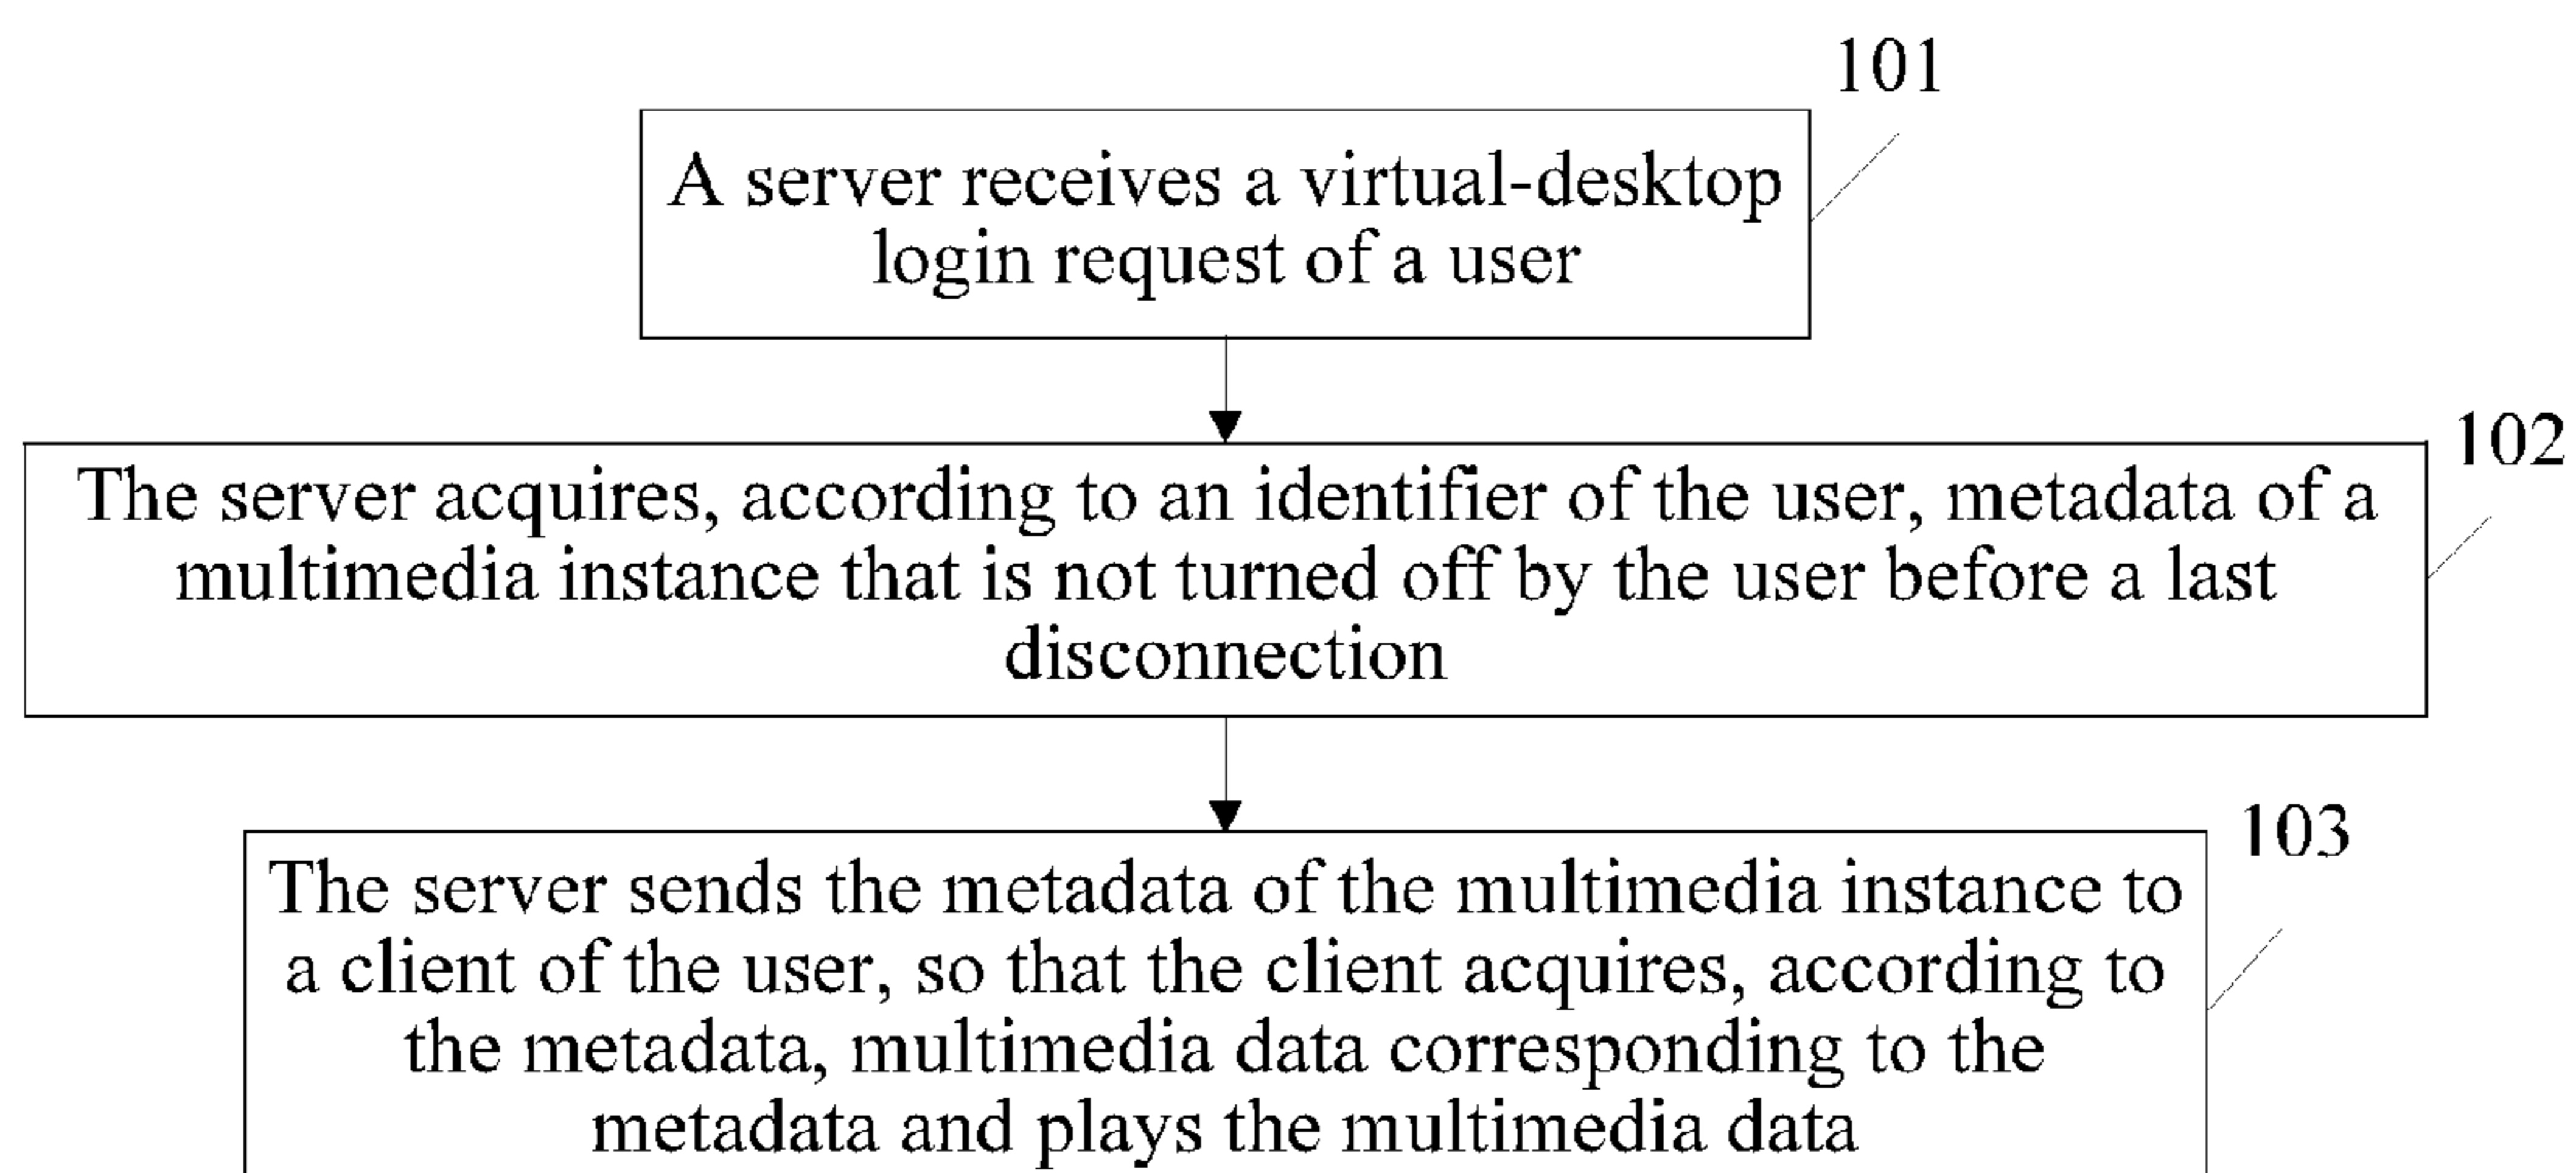 101
A server receives a virtual-desktop
login request of a user
102
The server acquires, according to an identifier of the user, metadata of a
multimedia instance that is not turned off by the user before a last
disconnection
103
The server sends the metadata of the multimedia instance to
a client of the user, so that the client acquires, according to
the metadata, multimedia data corresponding to the
metadata and plays the multimedia data